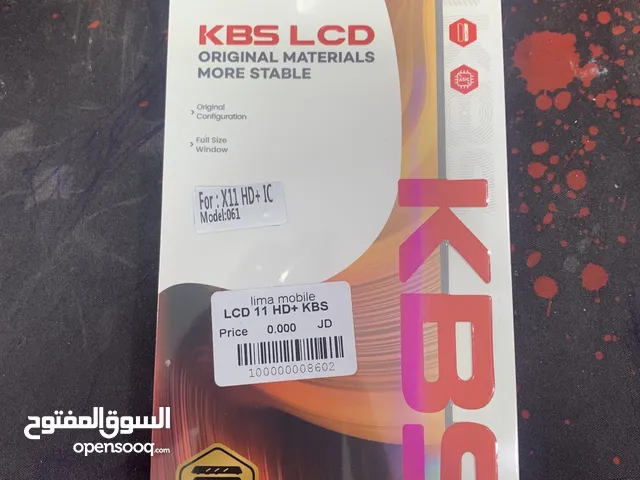 KBS LCD
ORIGINAL MATERIALS
MORE STABLE
Original
Configuration
Full Size
Window
For : X11 HD+ IC
Model:061
lima mobile
LCD 11 HD+ KBS
Price 0.000 JD
100000008602
KBS
السوق المفتوح
opensooq.com